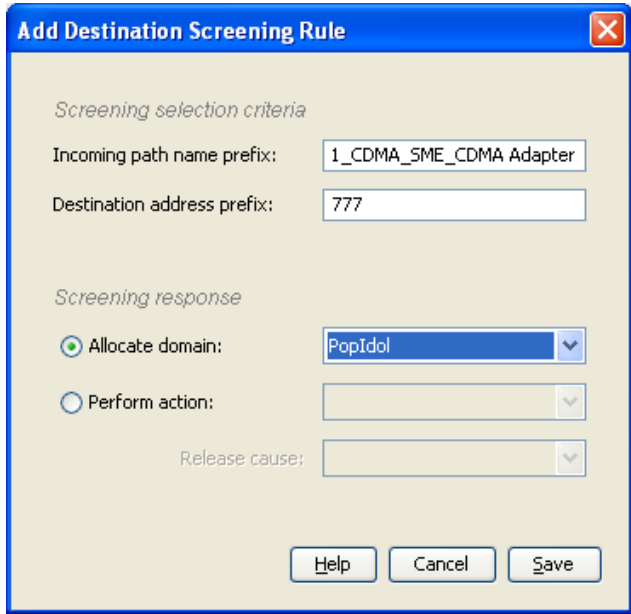 Add Destination Screening Rule
Screening selection criteria
Incoming path name prefix: 1_CDMA_SME_CDMA Adapter
Destination address prefix: 777
Screening response
Allocate domain: PopIdol
Perform action:
Release cause:
Help Cancel Save